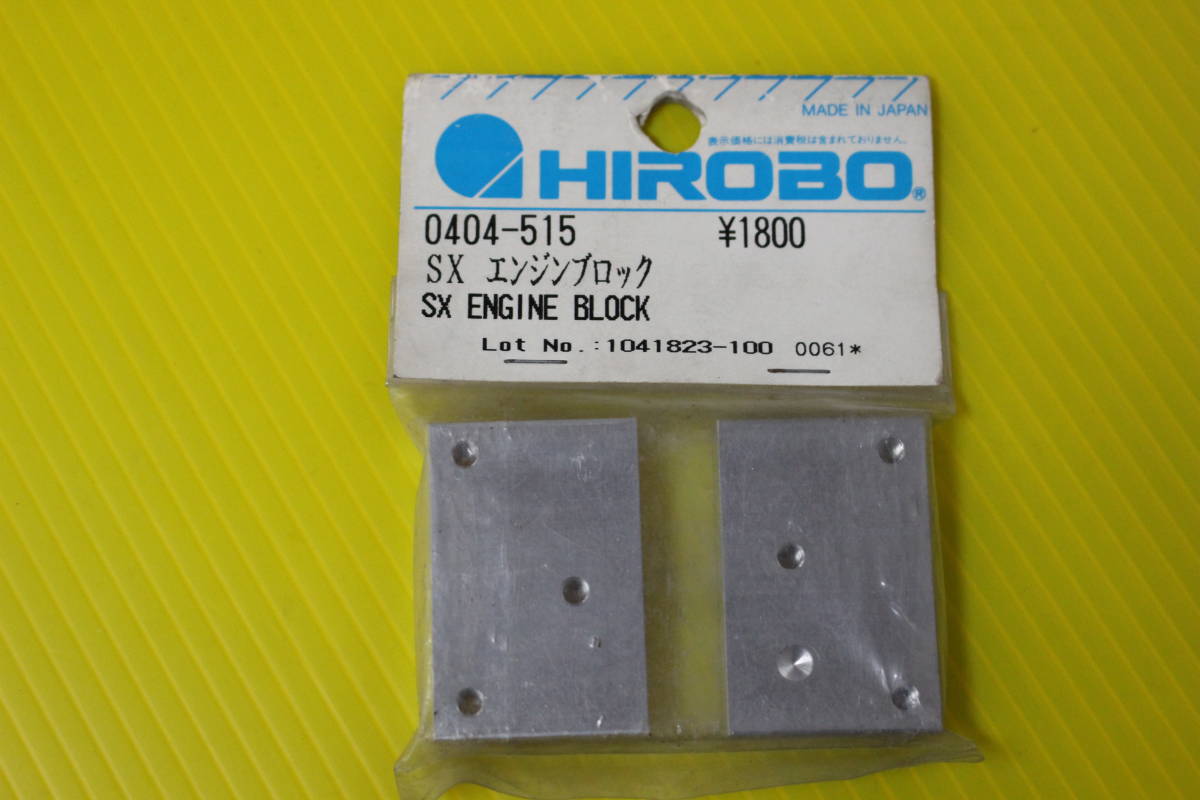 MADE IN JAPAN
表示価格には消費税は含まれておりません。
HIROBO®
0404-515 ¥1800
SX エンジンブロック
SX ENGINE BLOCK
Lot No.:1041823-100 0061*